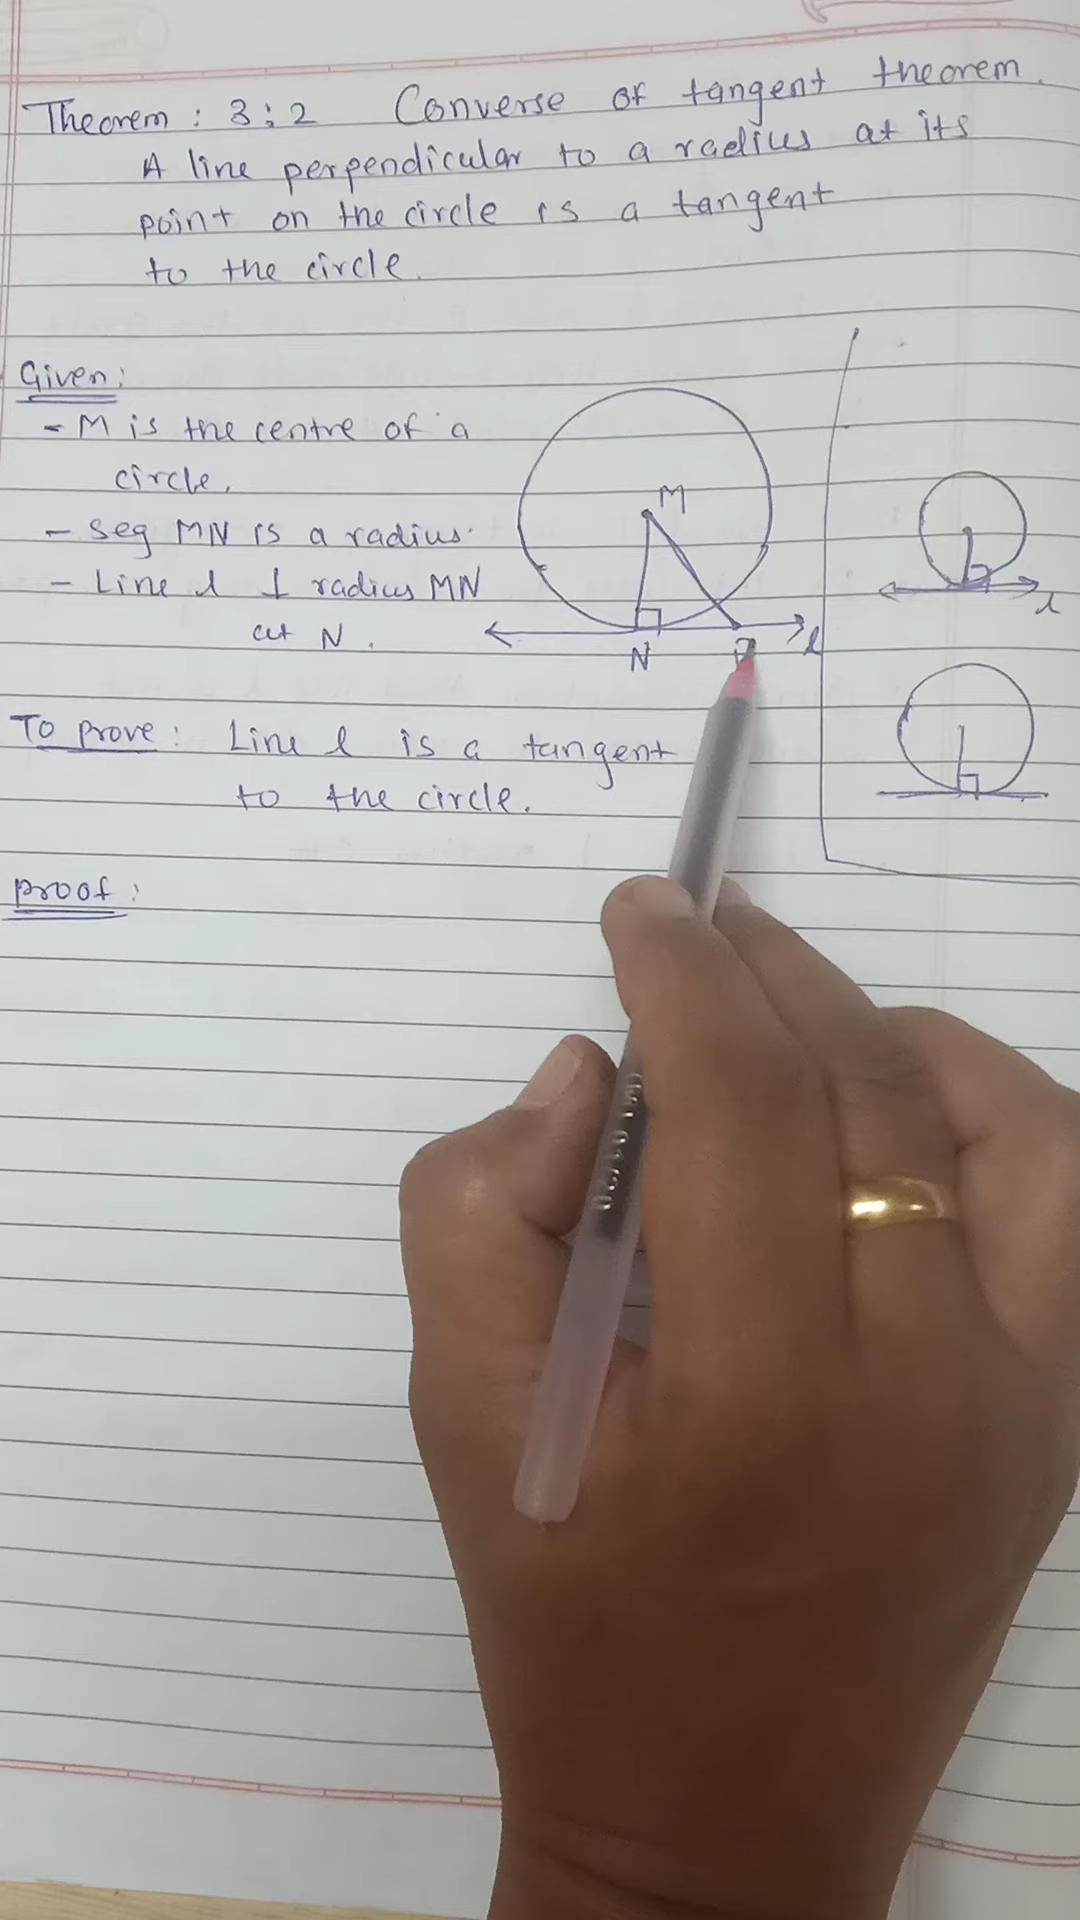 Theorem : 3:2 Converse of tangent theorem.
A line perpendicular to a radius at its
point on the circle is a tangent
to the circle.
Given:
- M is the centre of a
circle.
- seg MN is a radius.
- Line l ⊥ radius MN
at N.
M
N
l
l
To prove: Line l is a tangent
to the circle.
Proof: